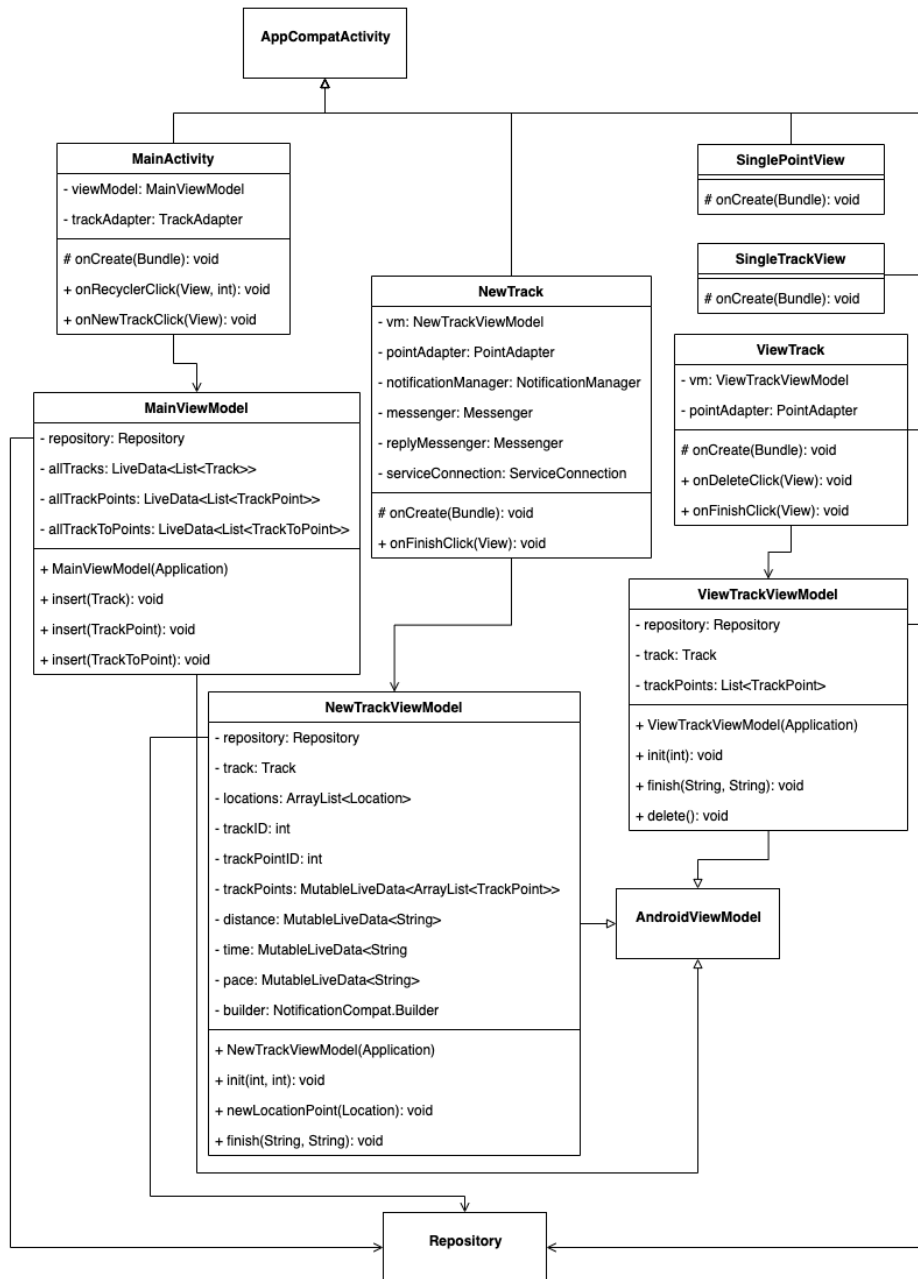 AppCompatActivity
MainActivity
- viewModel: MainViewModel
- trackAdapter: TrackAdapter
# onCreate(Bundle): void
+ onRecyclerClick(View, int): void
+ onNewTrackClick(View): void
SinglePointView
# onCreate(Bundle): void
SingleTrackView
# onCreate(Bundle): void
NewTrack
- vm: NewTrackViewModel
- pointAdapter: PointAdapter
- notificationManager: NotificationManager
- messenger: Messenger
- replyMessenger: Messenger
- serviceConnection: ServiceConnection
# onCreate(Bundle): void
+ onFinishClick(View): void
ViewTrack
- vm: ViewTrackViewModel
- pointAdapter: PointAdapter
# onCreate(Bundle): void
+ onDeleteClick(View): void
+ onFinishClick(View): void
MainViewModel
- repository: Repository
- allTracks: LiveData<List<Track>>
- allTrackPoints: LiveData<List<TrackPoint>>
- allTrackToPoints: LiveData<List<TrackToPoint>>
+ MainViewModel(Application)
+ insert(Track): void
+ insert(TrackPoint): void
+ insert(TrackToPoint): void
ViewTrackViewModel
- repository: Repository
- track: Track
- trackPoints: List<TrackPoint>
+ ViewTrackViewModel(Application)
+ init(int): void
+ finish(String, String): void
+ delete(): void
NewTrackViewModel
- repository: Repository
- track: Track
- locations: ArrayList<Location>
- trackID: int
- trackPointID: int
- trackPoints: MutableLiveData<ArrayList<TrackPoint>>
- distance: MutableLiveData<String>
- time: MutableLiveData<String
- pace: MutableLiveData<String>
- builder: NotificationCompat.Builder
+ NewTrackViewModel(Application)
+ init(int, int): void
+ newLocationPoint(Location): void
+ finish(String, String): void
AndroidViewModel
Repository